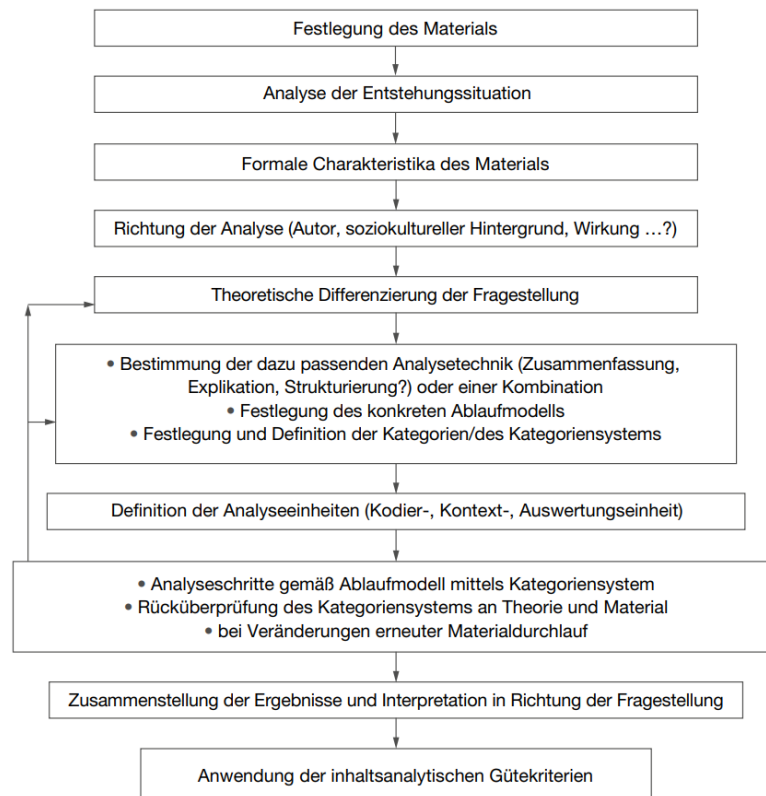 Festlegung des Materials
Analyse der Entstehungssituation
Formale Charakteristika des Materials
Richtung der Analyse (Autor, soziokultureller Hintergrund, Wirkung …?)
Theoretische Differenzierung der Fragestellung
• Bestimmung der dazu passenden Analysetechnik (Zusammenfassung,
Explikation, Strukturierung?) oder einer Kombination
• Festlegung des konkreten Ablaufmodells
• Festlegung und Definition der Kategorien/des Kategoriensystems
Definition der Analyseeinheiten (Kodier-, Kontext-, Auswertungseinheit)
• Analyseschritte gemäß Ablaufmodell mittels Kategoriensystem
• Rücküberprüfung des Kategoriensystems an Theorie und Material
• bei Veränderungen erneuter Materialdurchlauf
Zusammenstellung der Ergebnisse und Interpretation in Richtung der Fragestellung
Anwendung der inhaltsanalytischen Gütekriterien